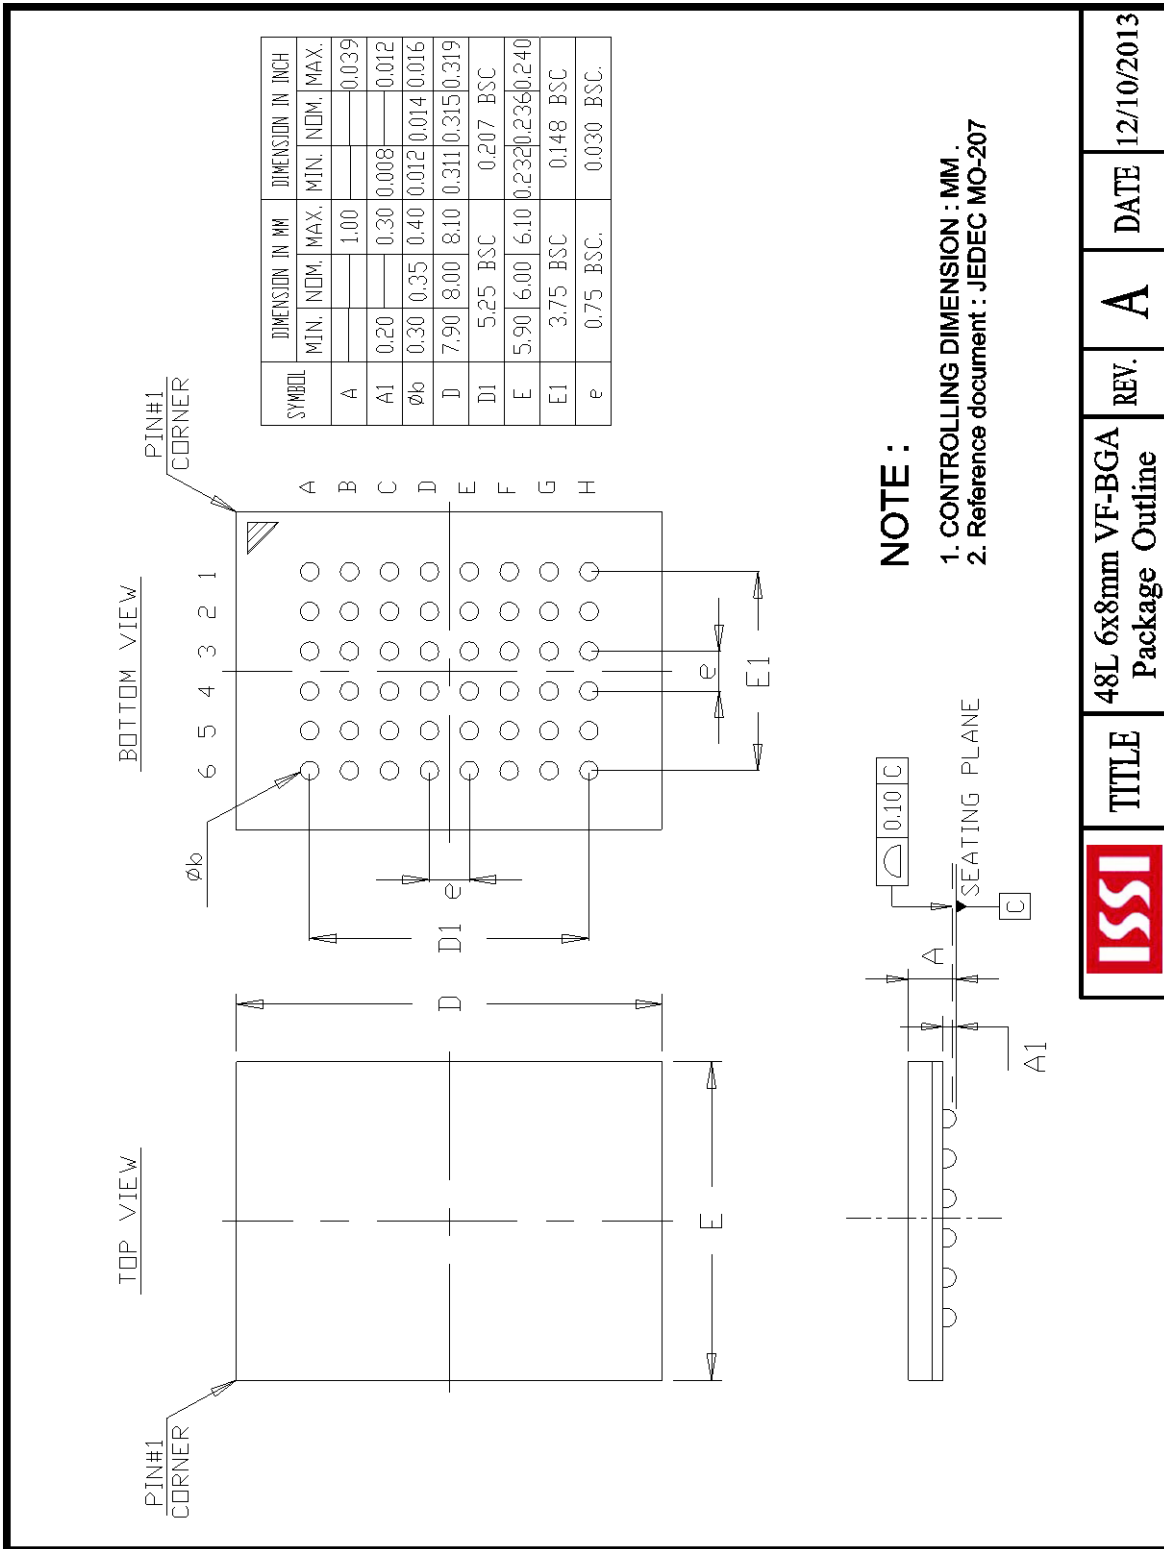 TOP VIEW
PIN#1
CORNER
D
E
BOTTOM VIEW
PIN#1
CORNER
Øb
6 5 4 3 2 1
A
B
C
D
E
F
G
H
D1
e
e
E1
SYMBOL DIMENSION IN MM DIMENSION IN INCH
MIN. NOM. MAX. MIN. NOM. MAX.
A 1.00 0.039
A1 0.20 0.30 0.008 0.012
Øb 0.30 0.35 0.40 0.012 0.014 0.016
D 7.90 8.00 8.10 0.311 0.315 0.319
D1 5.25 BSC 0.207 BSC
E 5.90 6.00 6.10 0.232 0.236 0.240
E1 3.75 BSC 0.148 BSC
e 0.75 BSC. 0.030 BSC.
A
A1
0.10 C
SEATING PLANE
C
NOTE :
1. CONTROLLING DIMENSION : MM .
2. Reference document : JEDEC MO-207
ISSI
TITLE
48L 6x8mm VF-BGA
Package Outline
REV.
A
DATE
12/10/2013